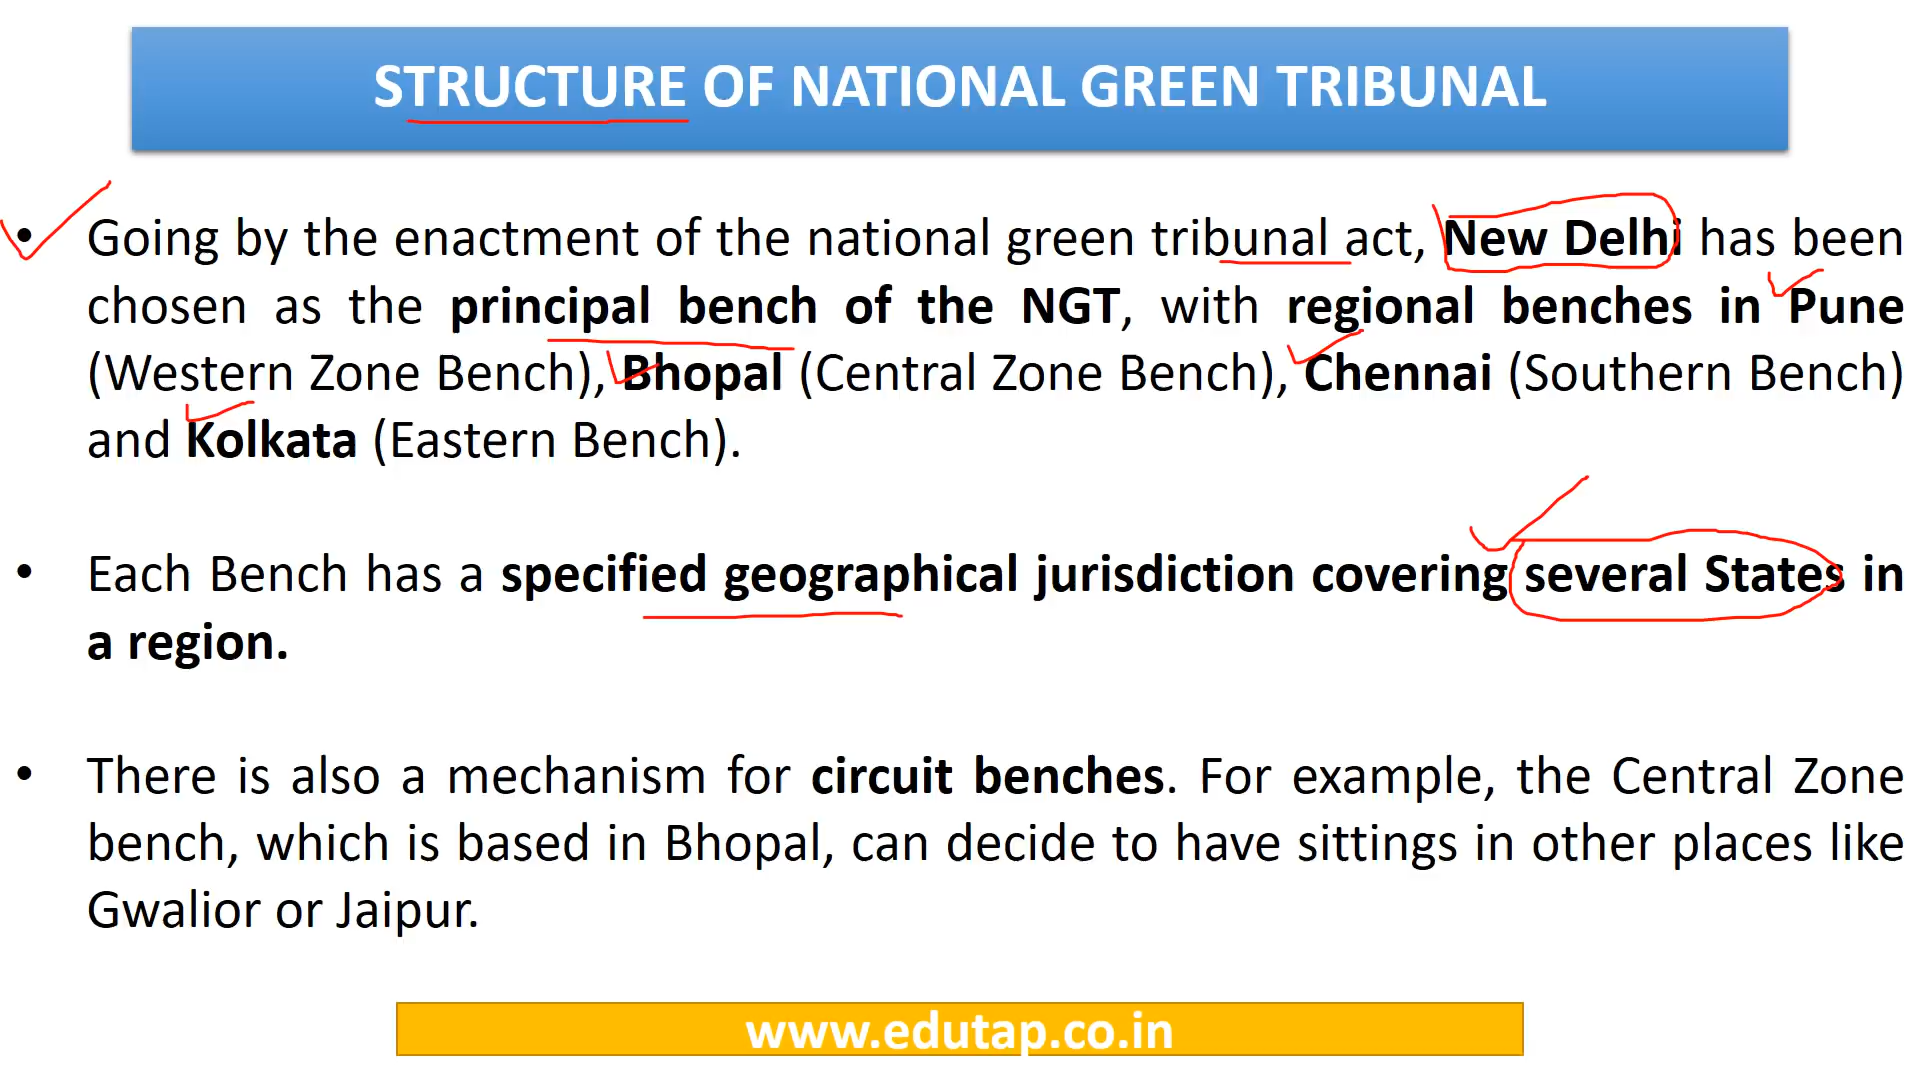 STRUCTURE OF NATIONAL GREEN TRIBUNAL
• Going by the enactment of the national green tribunal act, New Delhi has been
chosen as the principal bench of the NGT, with regional benches in Pune
(Western Zone Bench), Bhopal (Central Zone Bench), Chennai (Southern Bench)
and Kolkata (Eastern Bench).
• Each Bench has a specified geographical jurisdiction covering several States in
a region.
• There is also a mechanism for circuit benches. For example, the Central Zone
bench, which is based in Bhopal, can decide to have sittings in other places like
Gwalior or Jaipur.
www.edutap.co.in